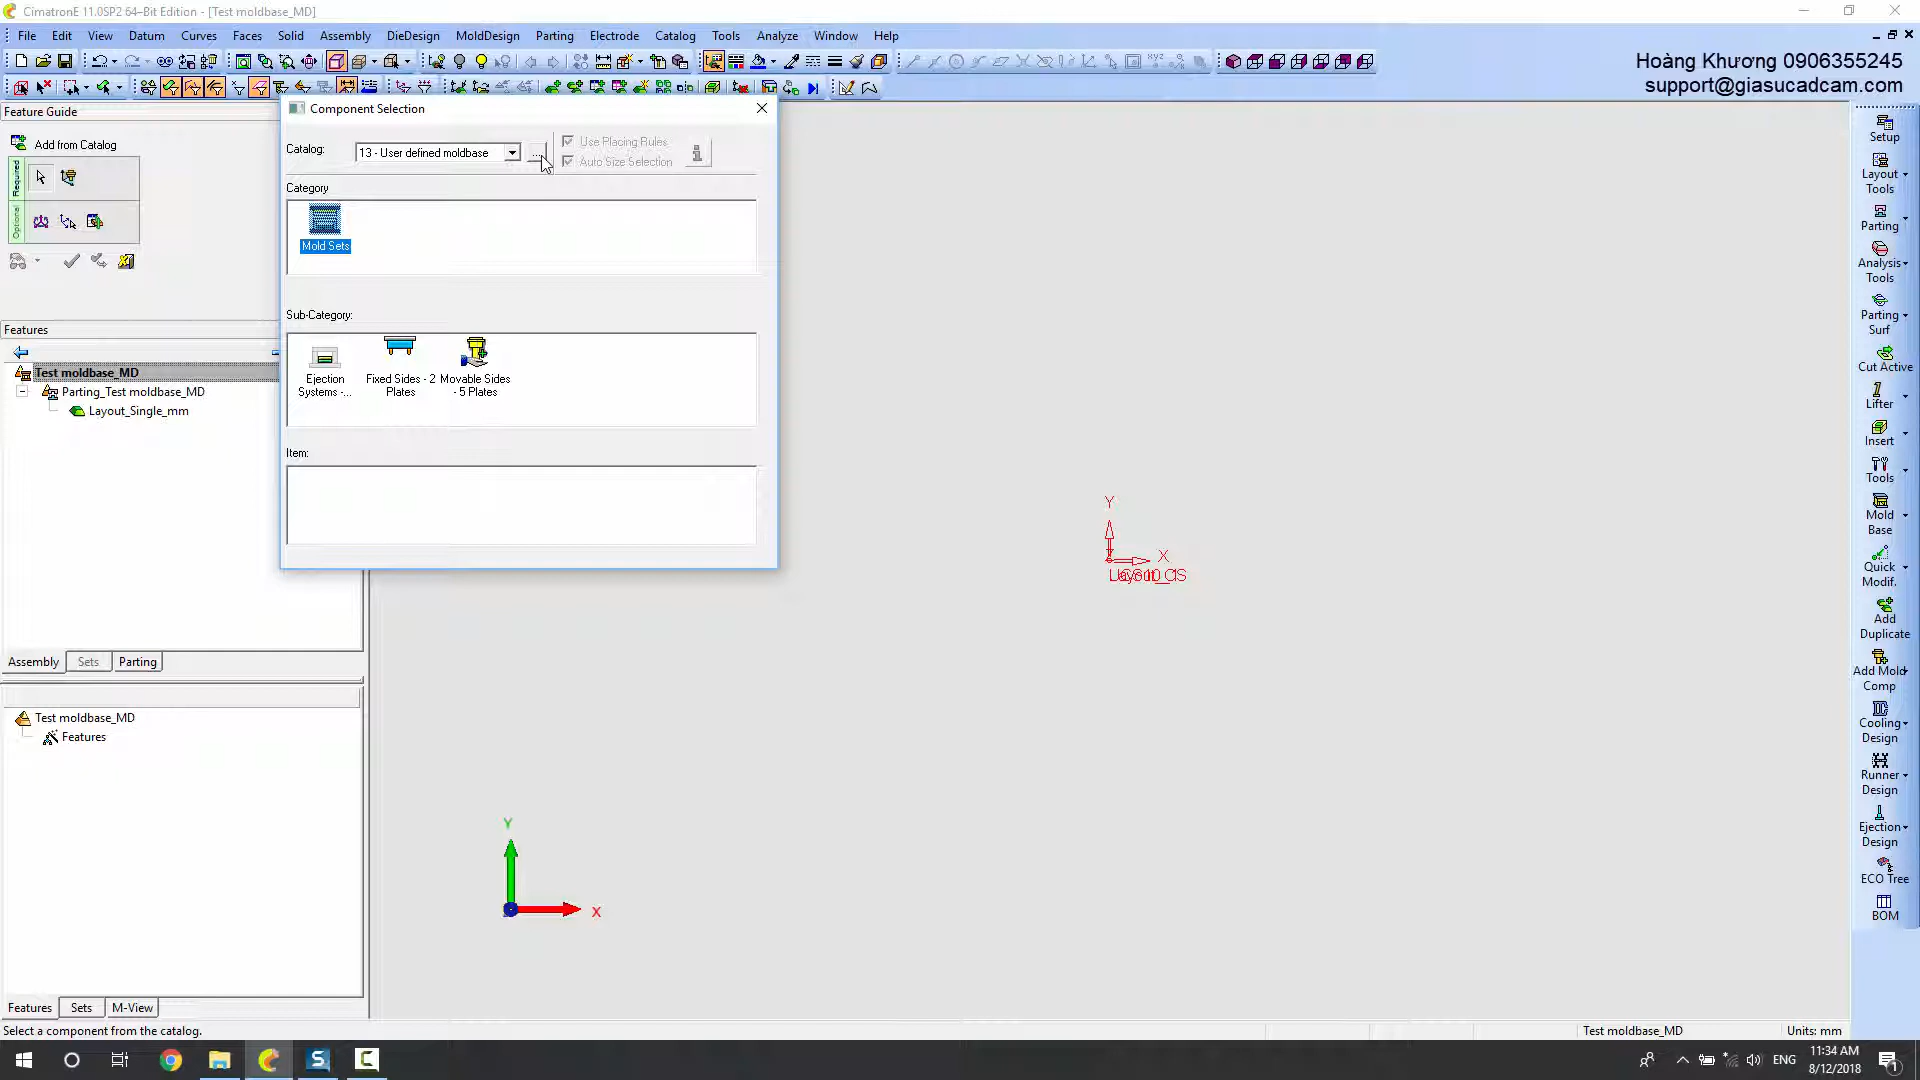 CimatronE 11.0SP2 64–Bit Edition - [Test moldbase_MD]
File Edit View Datum Curves Faces Solid Assembly DieDesign MoldDesign Parting Electrode Catalog Tools Analyze Window Help
Hoàng Khương 0906355245
support@giasucadcam.com
Feature Guide
Add from Catalog
Required
Optional
Component Selection
Catalog:
13 - User defined moldbase
...
Use Placing Rules
Auto Size Selection
Category
Mold Sets
Sub-Category:
Ejection
Systems -...
Fixed Sides - 2
Plates
Movable Sides
- 5 Plates
Item:
Features
Test moldbase_MD
Parting_Test moldbase_MD
Layout_Single_mm
Assembly Sets Parting
Test moldbase_MD
Features
Features Sets M-View
Y
X
Y
X
Setup
Layout
Tools
Parting
Analysis
Tools
Parting
Surf
Cut Active
Lifter
Insert
Tools
Mold
Base
Quick
Modif.
Add
Duplicate
Add Mold
Comp
Cooling
Design
Runner
Design
Ejection
Design
ECO Tree
BOM
Select a component from the catalog.
Test moldbase_MD
Units: mm
ENG
11:34 AM
8/12/2018